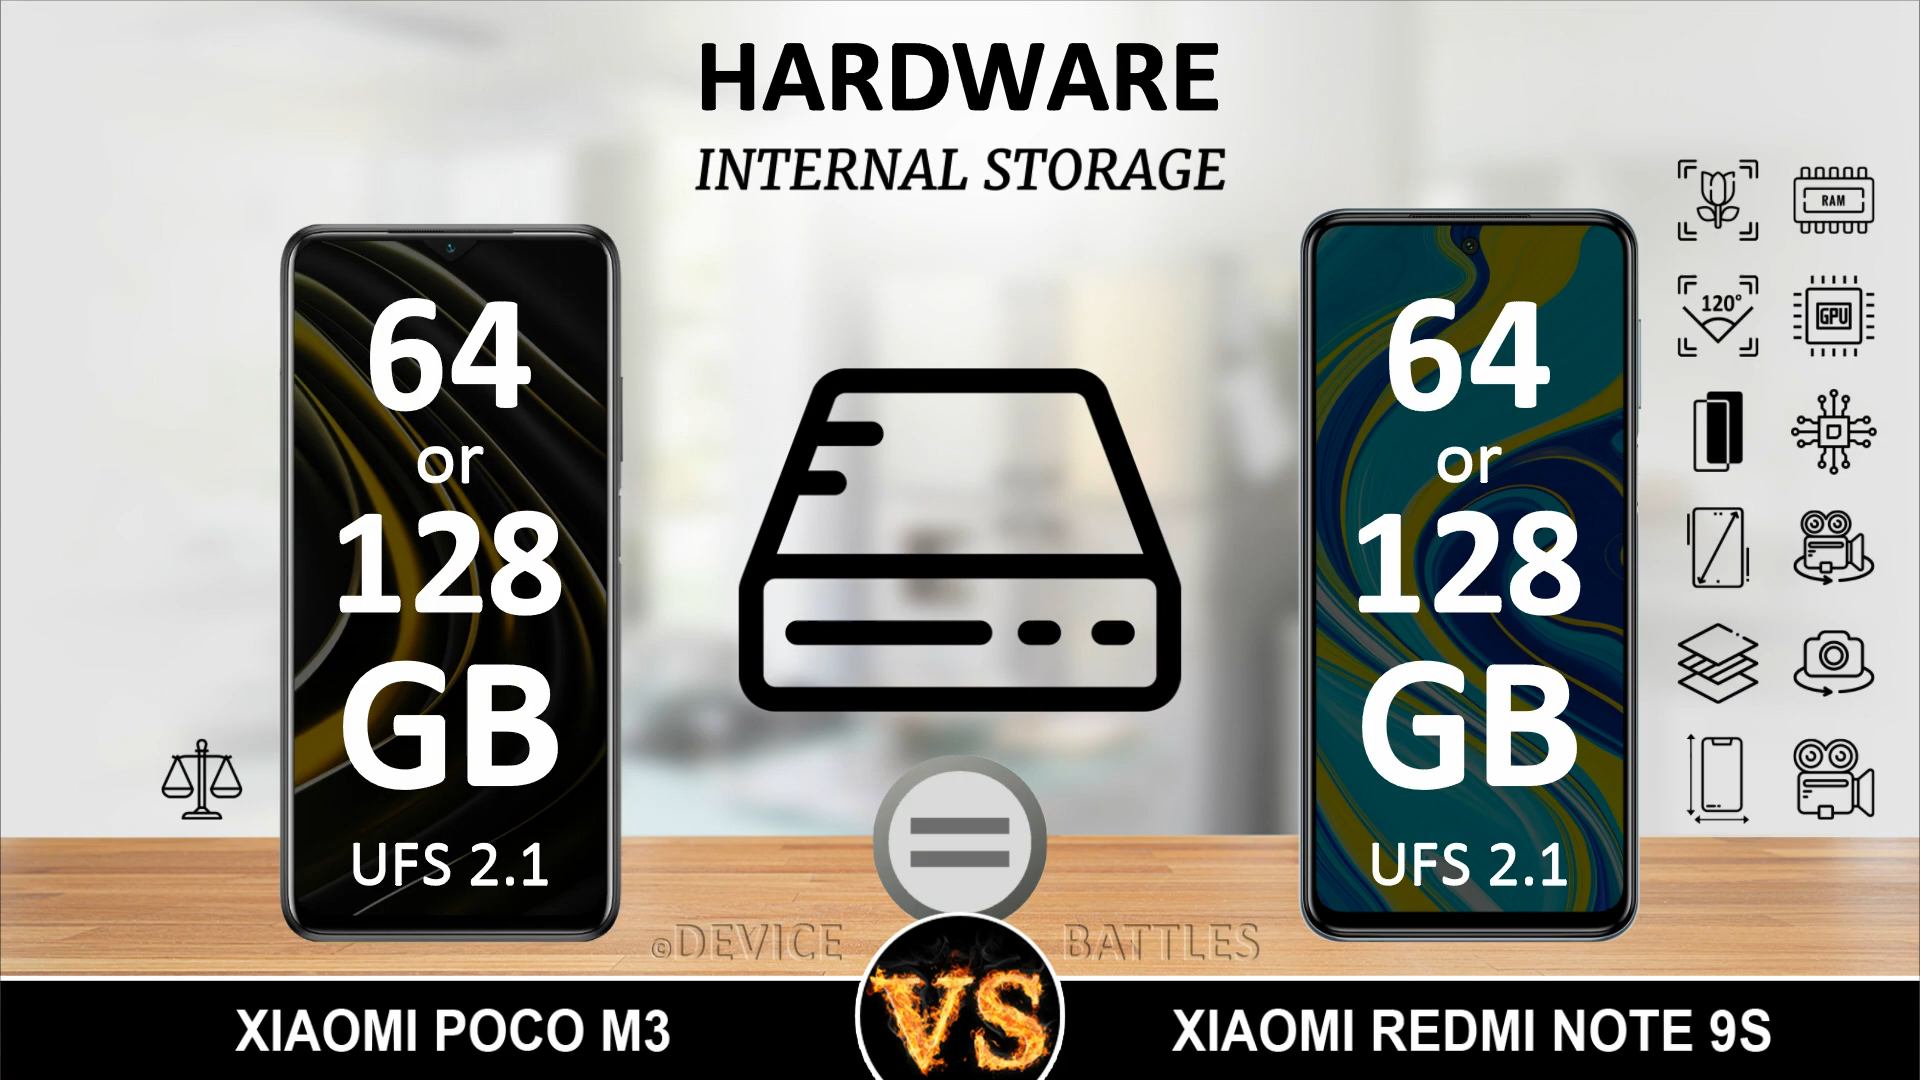 HARDWARE
INTERNAL STORAGE
64
or
128
GB
UFS 2.1
64
or
128
GB
UFS 2.1
RAM
120°
GPU
©DEVICE BATTLES
XIAOMI POCO M3
VS
XIAOMI REDMI NOTE 9S